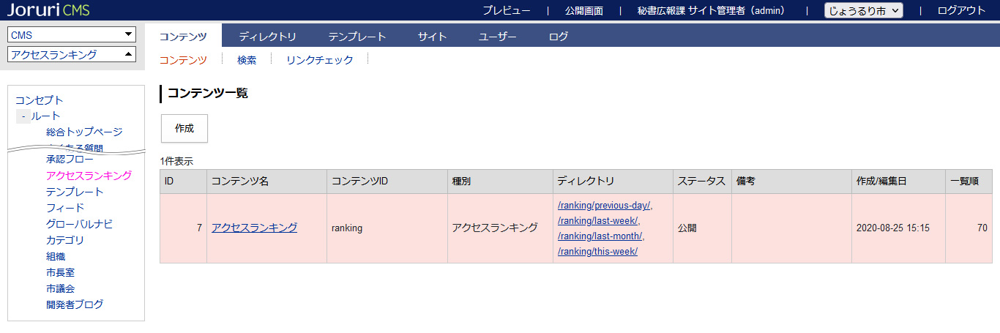 Joruri CMS
プレビュー | 公開画面 | 秘書広報課 サイト管理者（admin） | じょうるり市 | ログアウト
CMS
アクセスランキング
コンテンツ ディレクトリ テンプレート サイト ユーザー ログ
コンテンツ 検索 リンクチェック
コンセプト
- ルート
総合トップページ
よくある質問
承認フロー
アクセスランキング
テンプレート
フィード
グローバルナビ
カテゴリ
組織
市長室
市議会
開発者ブログ
コンテンツ一覧
作成
1件表示
ID コンテンツ名 コンテンツID 種別 ディレクトリ ステータス 備考 作成/編集日 一覧順
7 アクセスランキング ranking アクセスランキング /ranking/previous-day/, 公開 2020-08-25 15:15 70
/ranking/last-week/,
/ranking/last-month/,
/ranking/this-week/